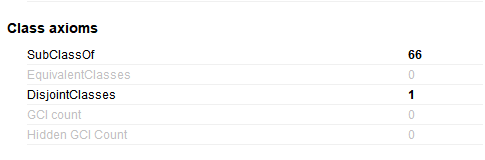 Class axioms
SubClassOf 66
EquivalentClasses 0
DisjointClasses 1
GCI count 0
Hidden GCI Count 0